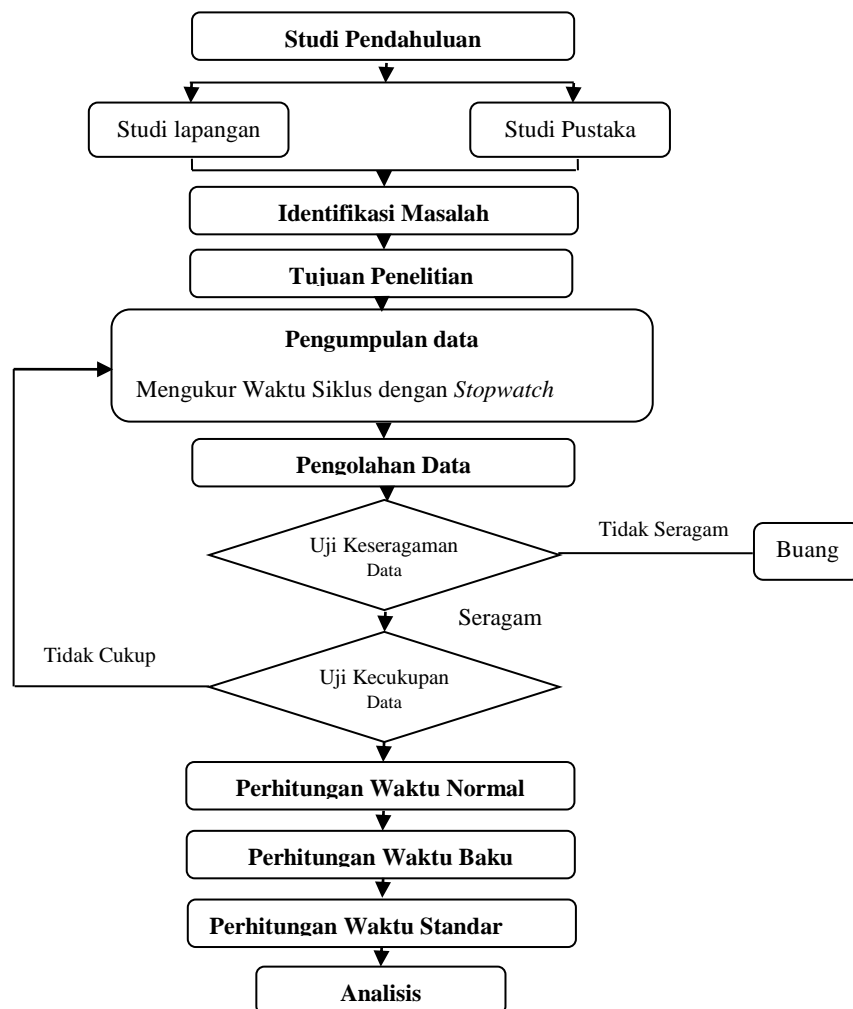 Studi Pendahuluan
Studi lapangan
Studi Pustaka
Identifikasi Masalah
Tujuan Penelitian
Pengumpulan data
Mengukur Waktu Siklus dengan Stopwatch
Pengolahan Data
Uji Keseragaman
Data
Tidak Seragam
Buang
Seragam
Tidak Cukup
Uji Kecukupan
Data
Perhitungan Waktu Normal
Perhitungan Waktu Baku
Perhitungan Waktu Standar
Analisis